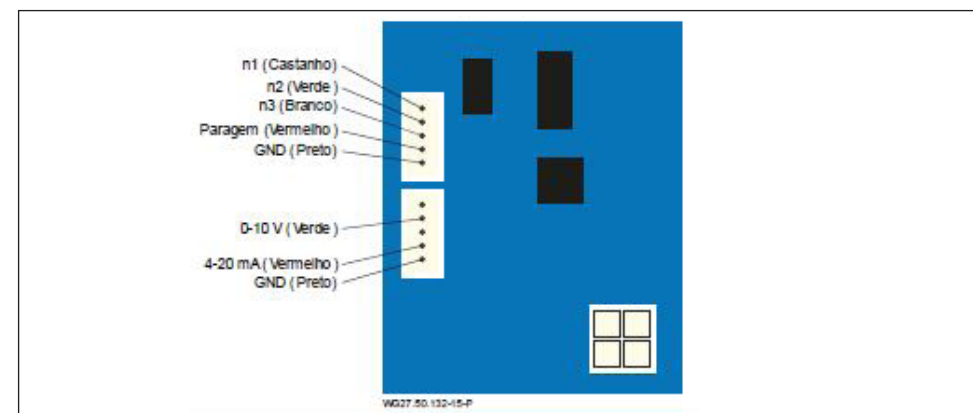 n1 (Castanho)
n2 (Verde )
n3 (Branco)
Paragem (Vermelho )
GND (Preto)
0-10 V ( Verde )
4-20 mA ( Vermelho )
GND (Preto)
WG27.50.132-15-P